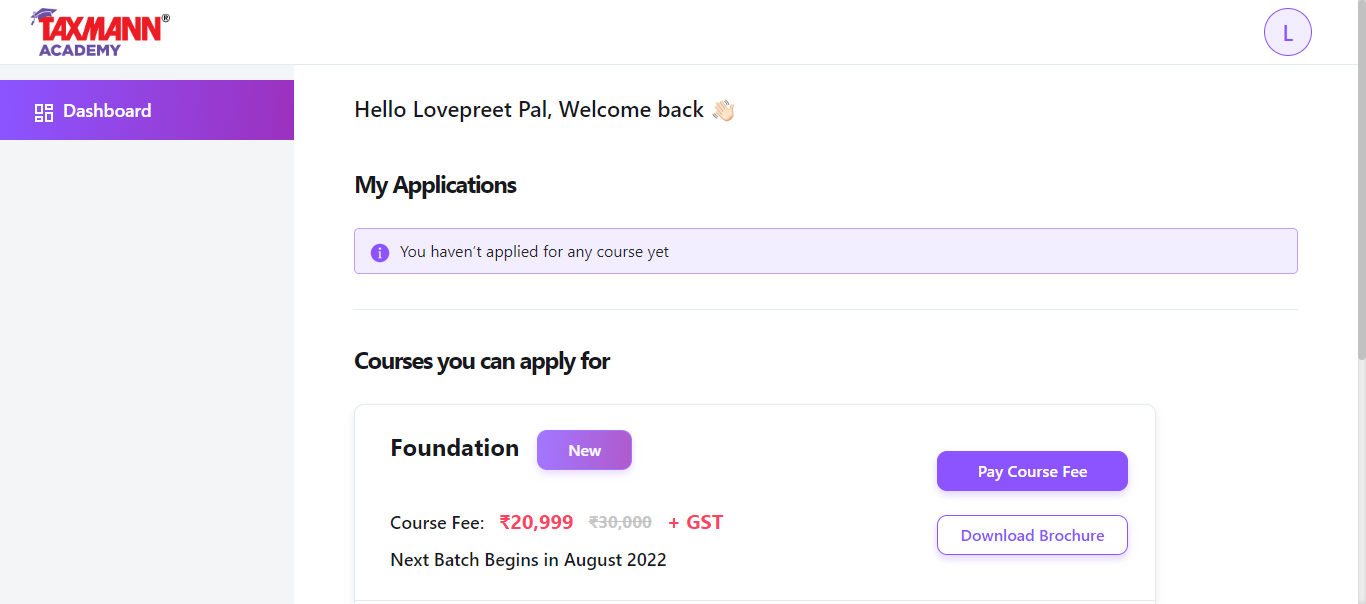 TAXMANN®
ACADEMY
L
Dashboard
Hello Lovepreet Pal, Welcome back 👋🏻
My Applications
You haven't applied for any course yet
Courses you can apply for
Foundation New
Pay Course Fee
Course Fee: ₹20,999 ₹30,000 + GST
Download Brochure
Next Batch Begins in August 2022